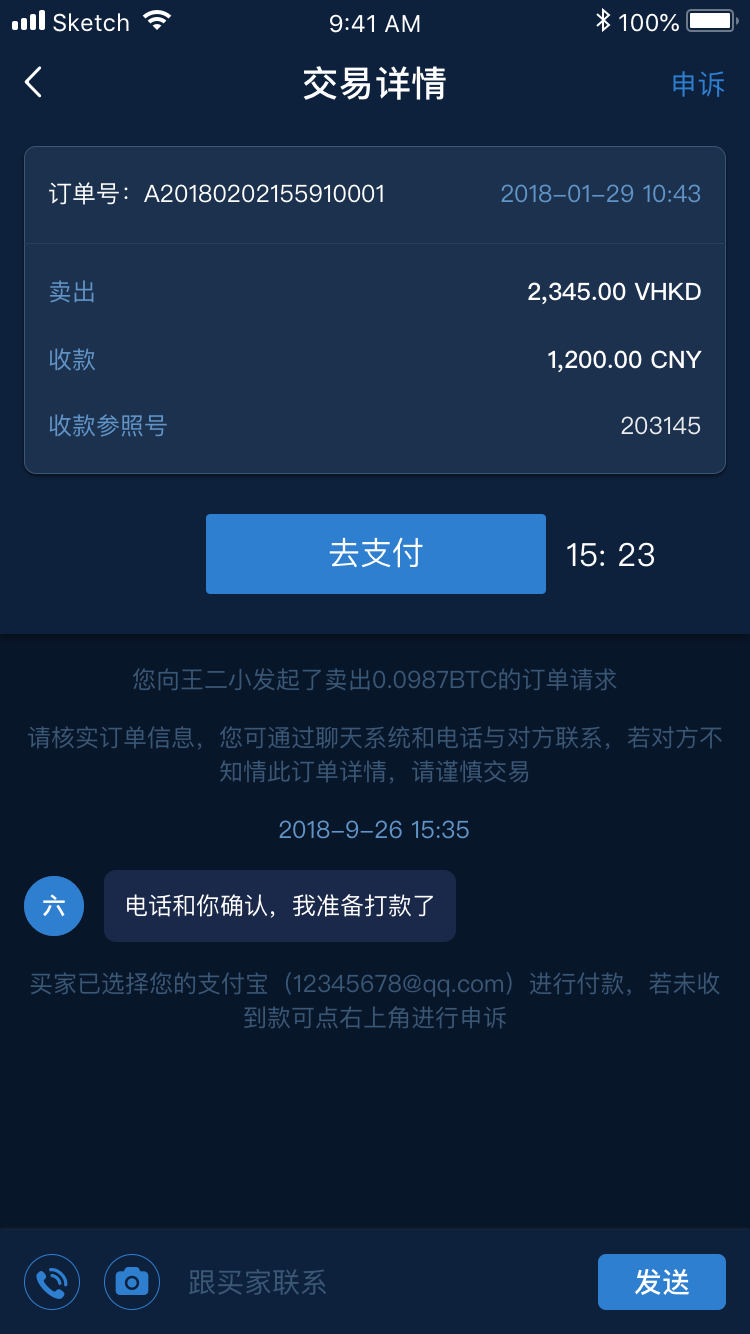 Sketch 9:41 AM 100%
交易详情 申诉
订单号：A20180202155910001 2018-01-29 10:43
卖出 2,345.00 VHKD
收款 1,200.00 CNY
收款参照号 203145
去支付 15: 23
您向王二小发起了卖出0.0987BTC的订单请求
请核实订单信息，您可通过聊天系统和电话与对方联系，若对方不
知情此订单详情，请谨慎交易
2018-9-26 15:35
六 电话和你确认，我准备打款了
买家已选择您的支付宝（12345678@qq.com）进行付款，若未收
到款可点右上角进行申诉
跟买家联系 发送